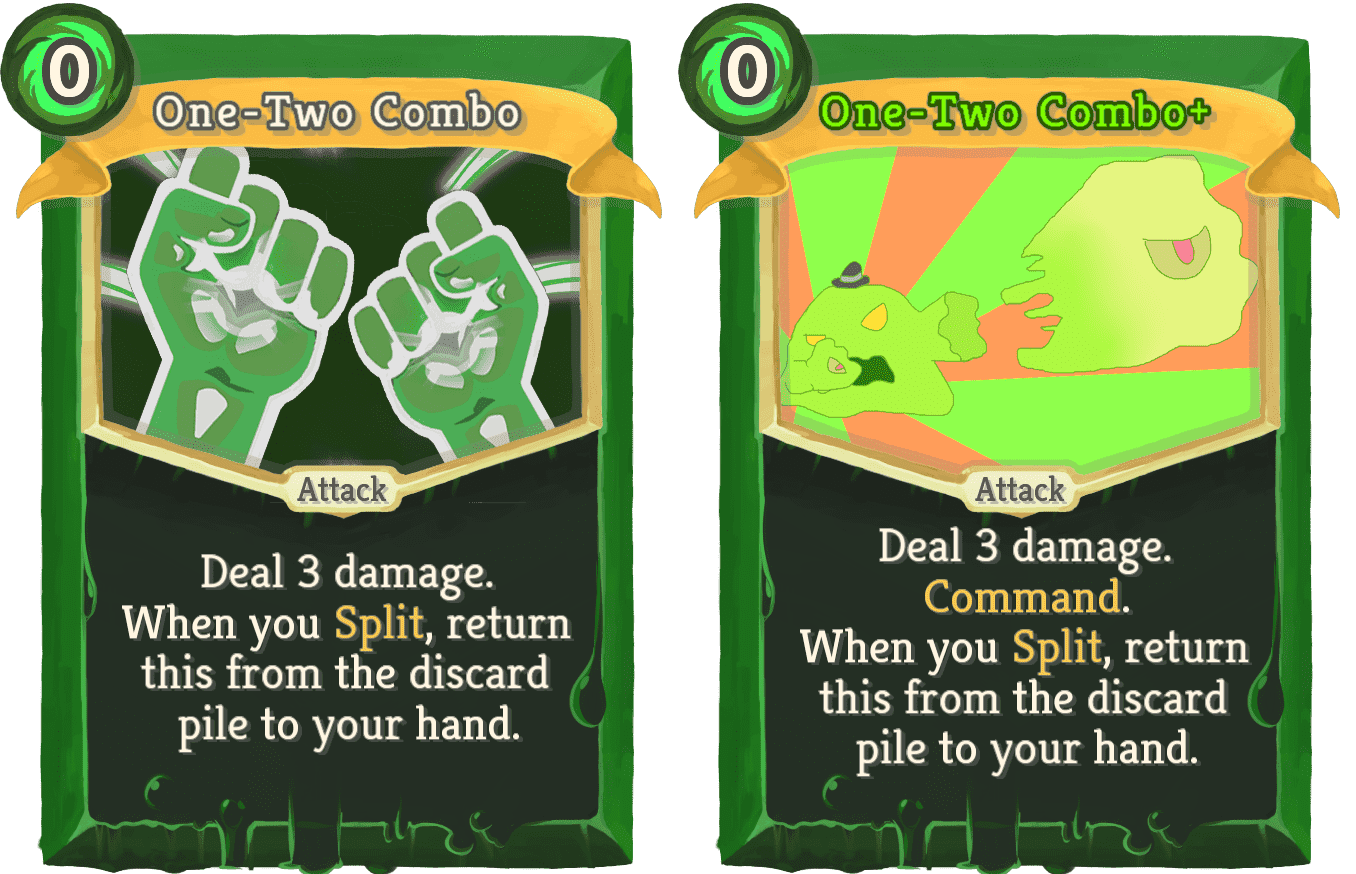 0
One-Two Combo
Attack
Deal 3 damage.
When you Split, return
this from the discard
pile to your hand.
0
One-Two Combo+
Attack
Deal 3 damage.
Command.
When you Split, return
this from the discard
pile to your hand.